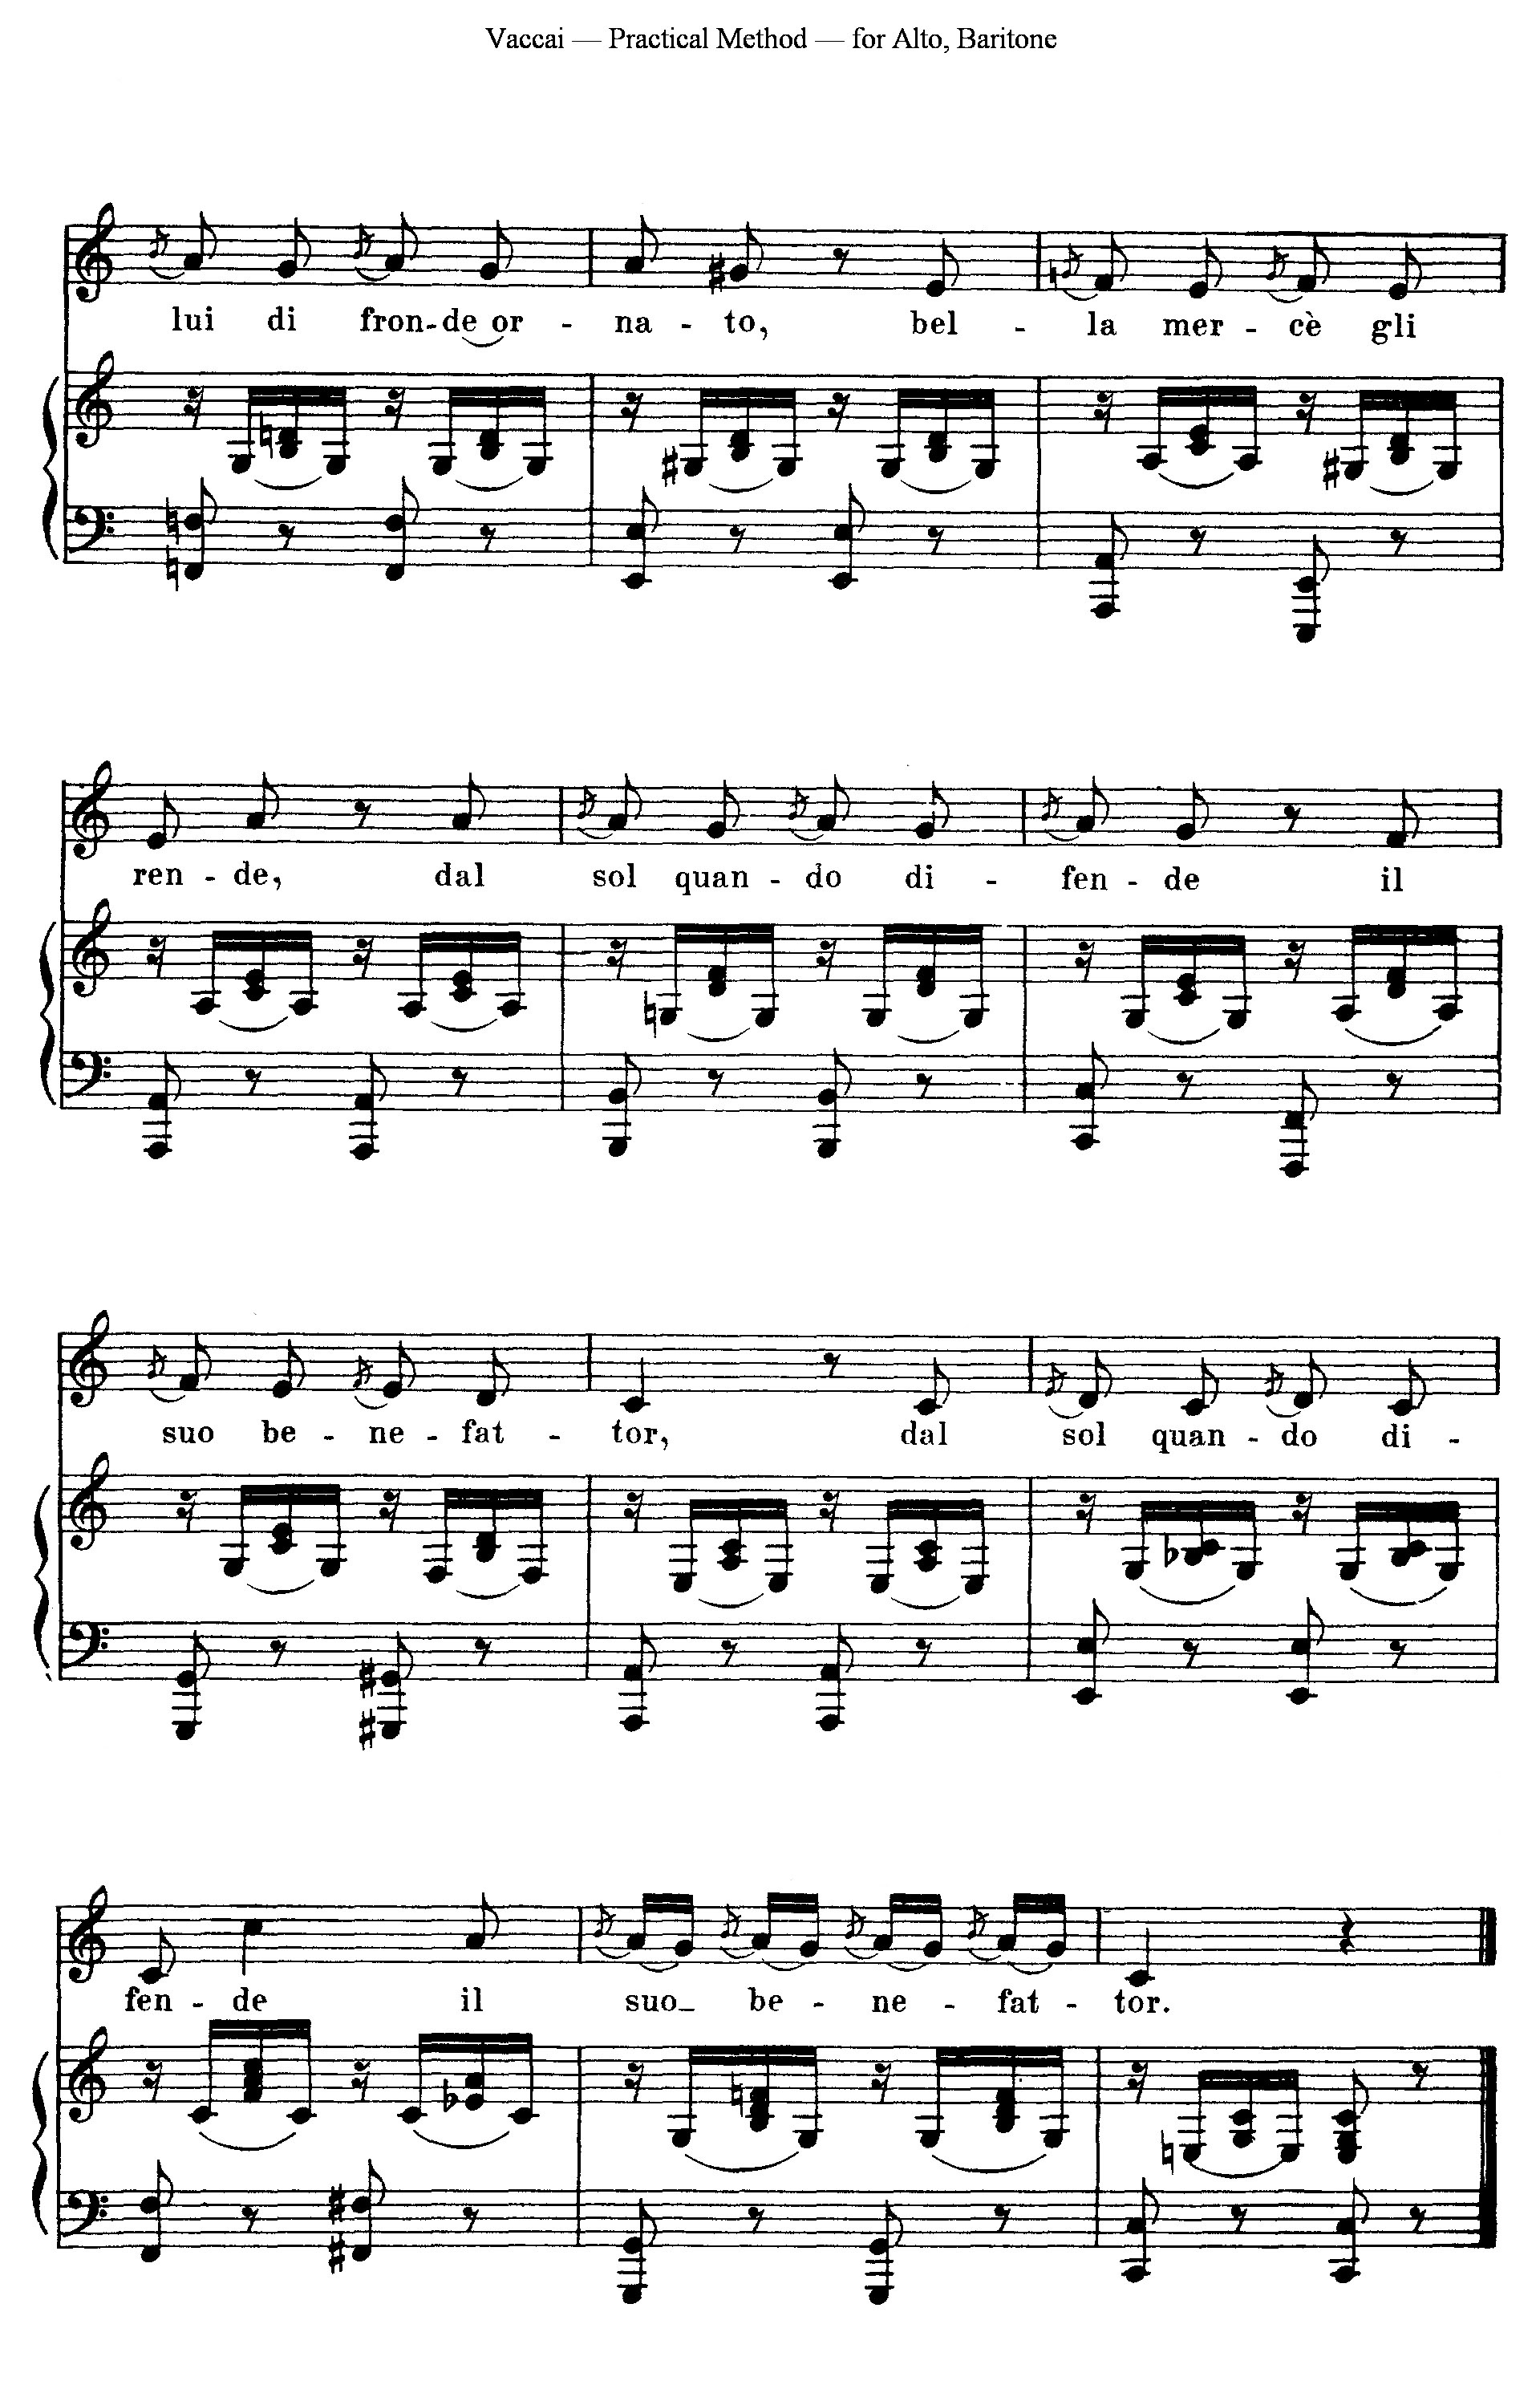 Vaccai — Practical Method — for Alto, Baritone
lui di fron-de or - na - to, bel - la mer - cè gli
ren - de, dal sol quan - do di - fen - de il
suo be - ne - fat - tor, dal sol quan - do di -
fen - de il suo_ be - ne - fat - tor.